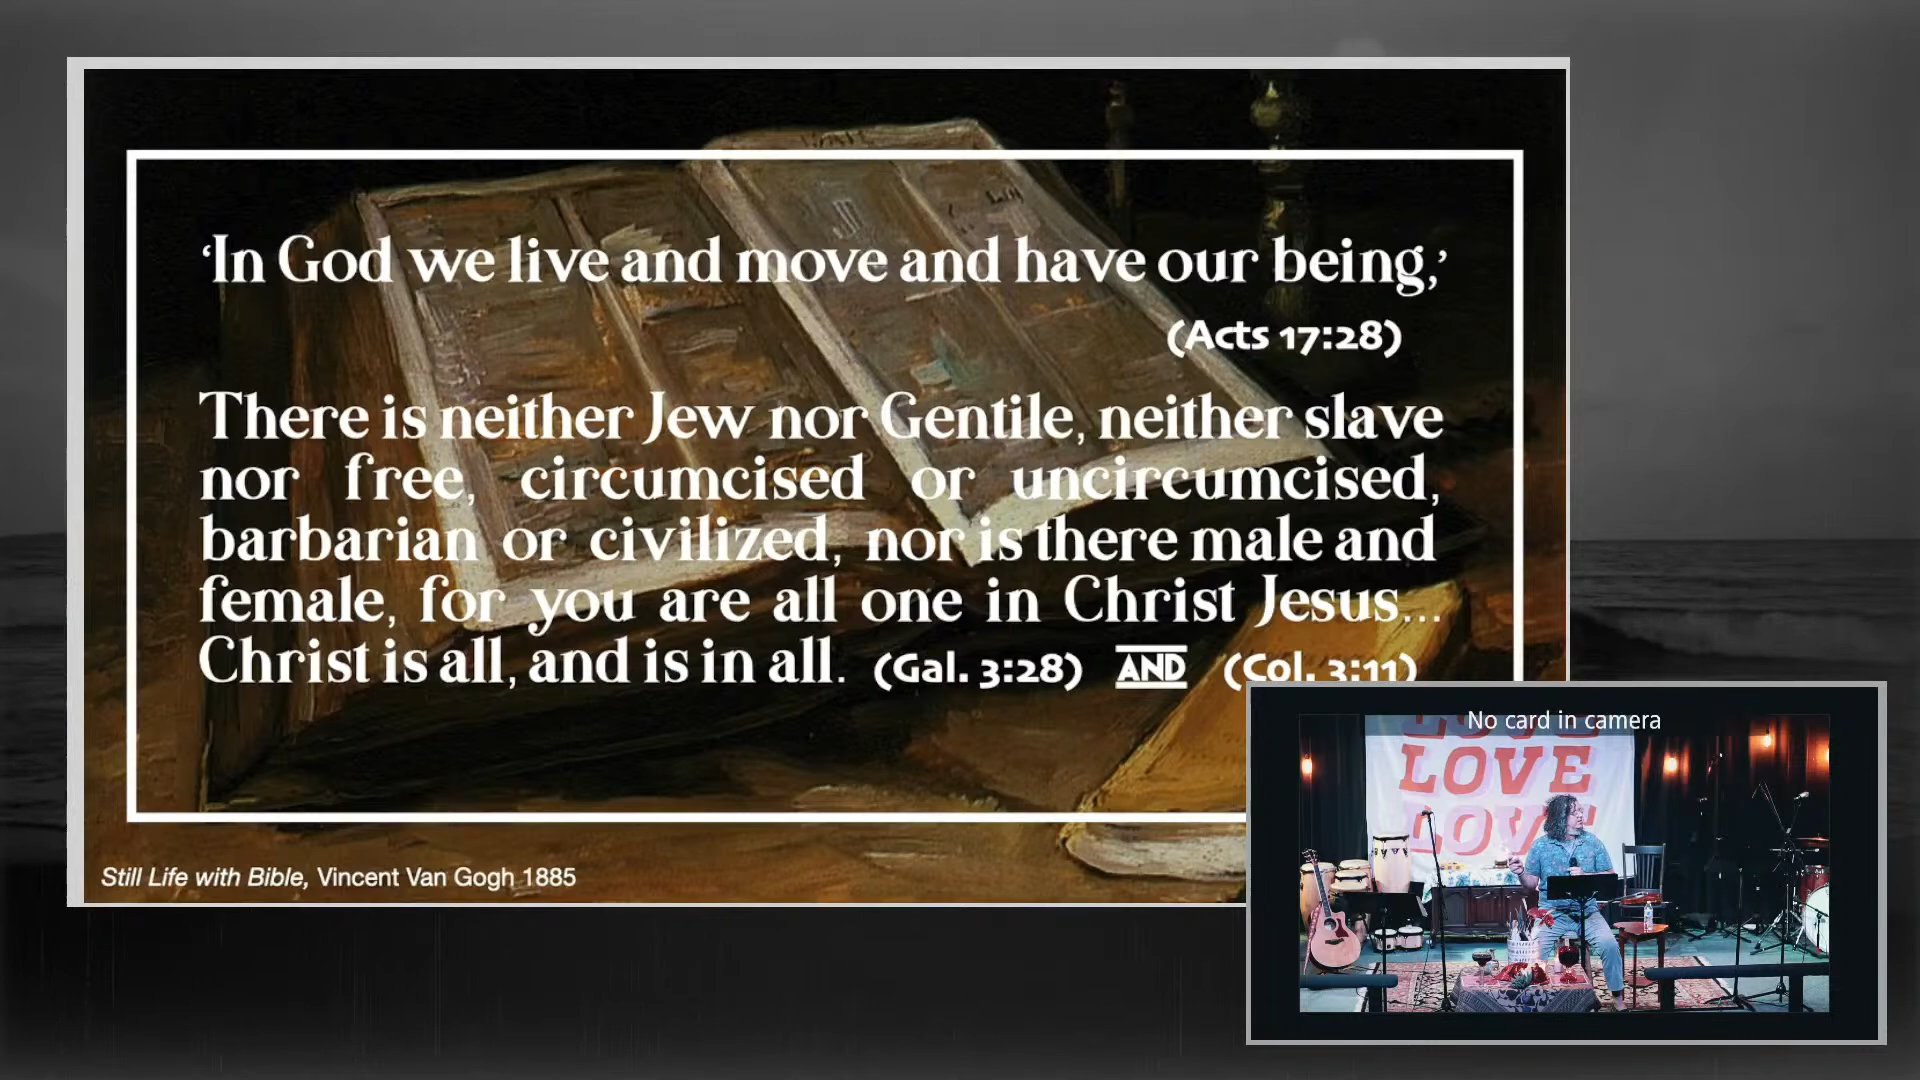 ‘In God we live and move and have our being,’
(Acts 17:28)
There is neither Jew nor Gentile, neither slave
nor free, circumcised or uncircumcised,
barbarian or civilized, nor is there male and
female, for you are all one in Christ Jesus...
Christ is all, and is in all. (Gal. 3:28) AND (Col. 3:11)
Still Life with Bible, Vincent Van Gogh 1885
No card in camera
LOVE
LOVE
LOVE